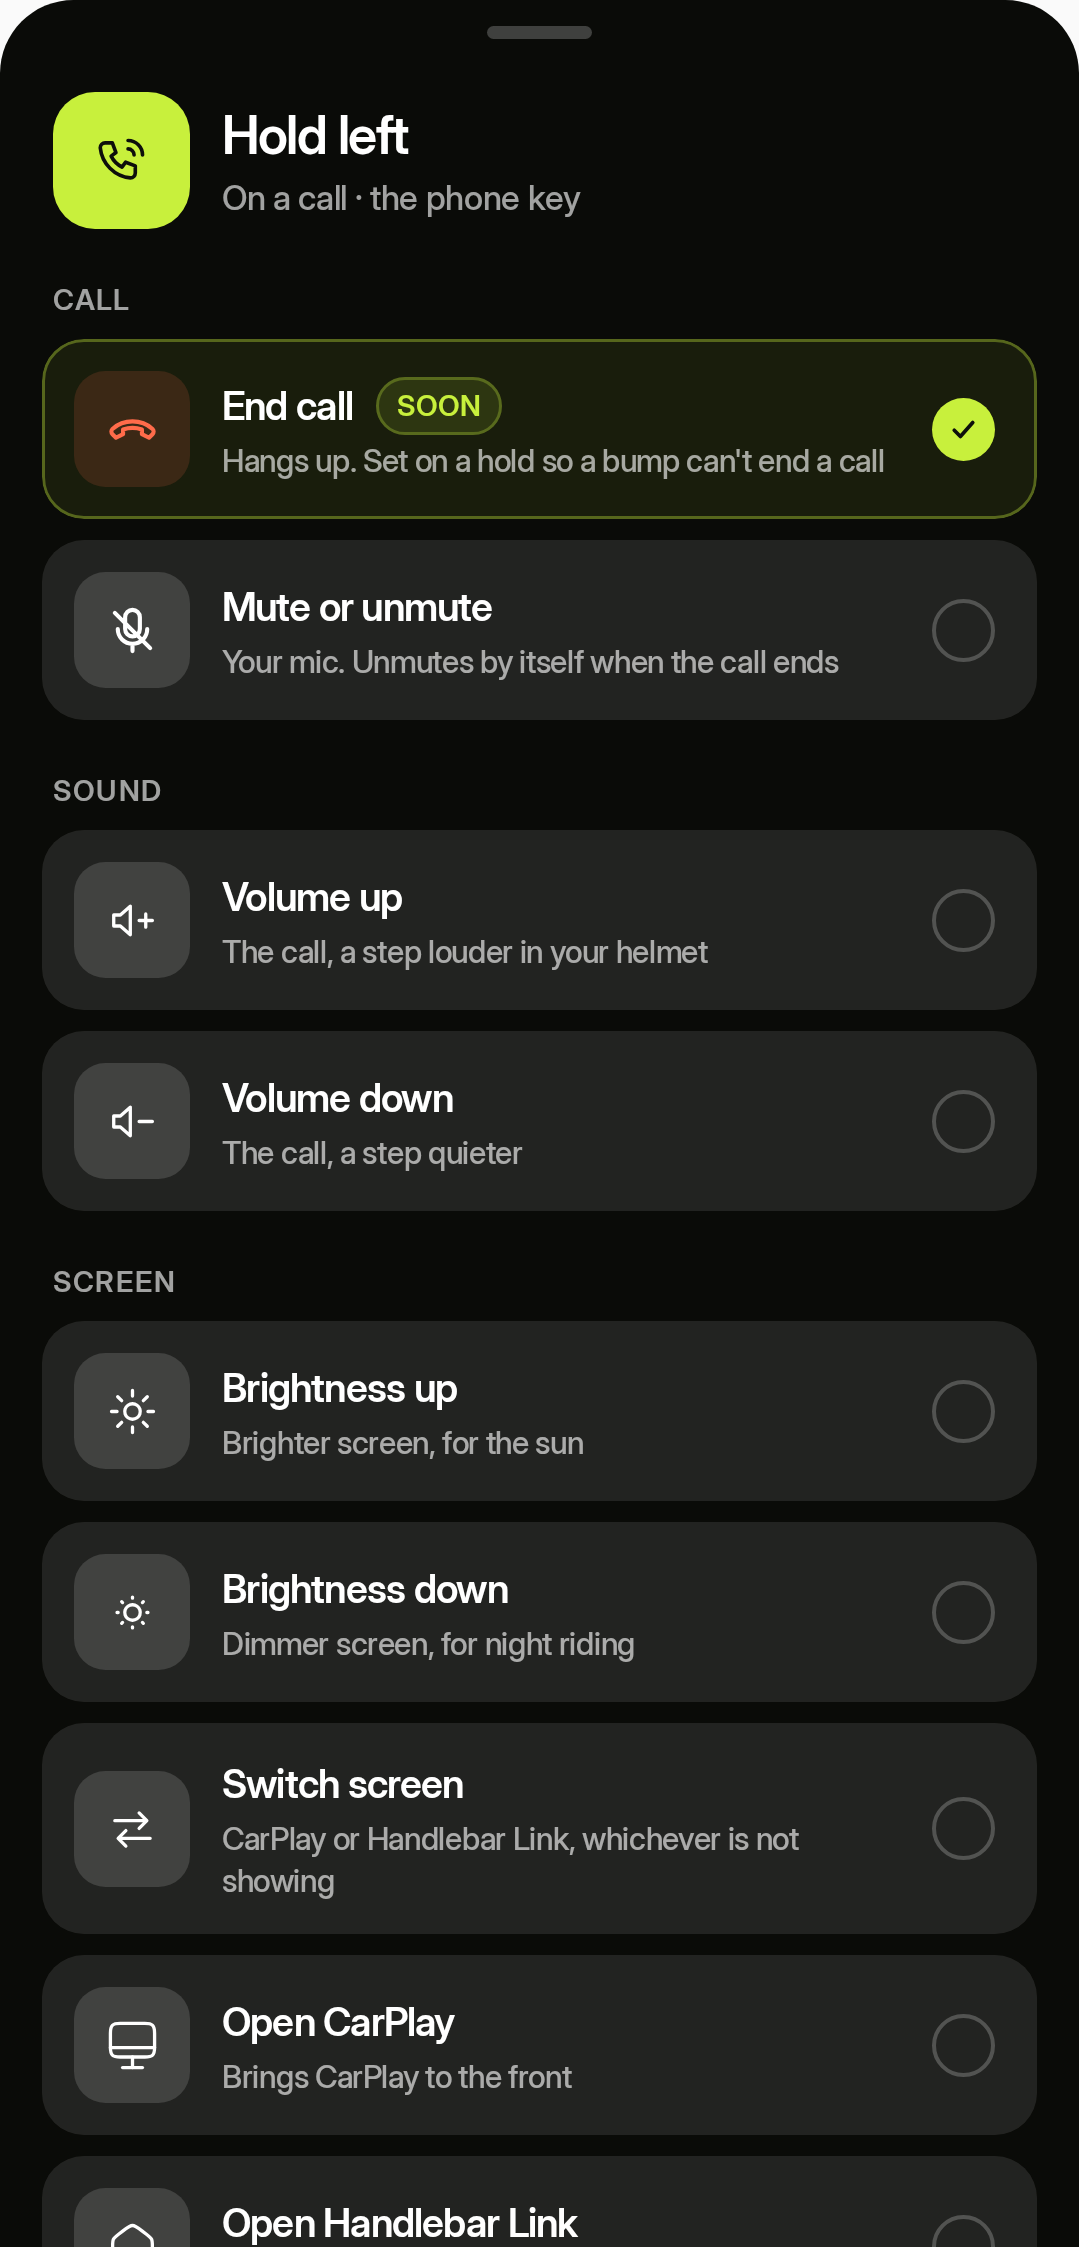 Hold left
On a call · the phone key
CALL
End call SOON
Hangs up. Set on a hold so a bump can't end a call
Mute or unmute
Your mic. Unmutes by itself when the call ends
SOUND
Volume up
The call, a step louder in your helmet
Volume down
The call, a step quieter
SCREEN
Brightness up
Brighter screen, for the sun
Brightness down
Dimmer screen, for night riding
Switch screen
CarPlay or Handlebar Link, whichever is not
showing
Open CarPlay
Brings CarPlay to the front
Open Handlebar Link